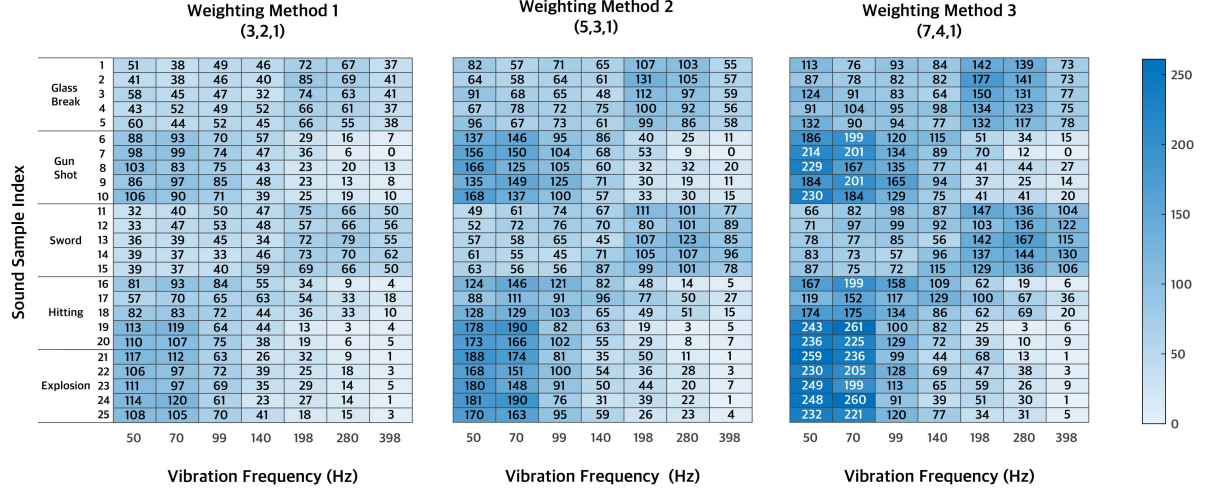 Weighting Method 1
(3,2,1)
Weighting Method 2
(5,3,1)
Weighting Method 3
(7,4,1)
Sound Sample Index
Glass
Break
Gun
Shot
Sword
Hitting
Explosion
1 51 38 49 46 72 67 37 82 57 71 65 107 103 55 113 76 93 84 142 139 73
2 41 38 46 40 85 69 41 64 58 64 61 131 105 57 87 78 82 82 177 141 73
3 58 45 47 32 74 63 41 91 68 65 48 112 97 59 124 91 83 64 150 131 77
4 43 52 49 52 66 61 37 67 78 72 75 100 92 56 91 104 95 98 134 123 75
5 60 44 52 45 66 55 38 96 67 73 61 99 86 58 132 90 94 77 132 117 78
6 88 93 70 57 29 16 7 137 146 95 86 40 25 11 186 199 120 115 51 34 15
7 98 99 74 47 36 6 0 156 150 104 68 53 9 0 214 201 134 89 70 12 0
8 103 83 75 43 23 20 13 166 125 105 60 32 32 20 229 167 135 77 41 44 27
9 86 97 85 48 23 13 8 135 149 125 71 30 19 11 184 201 165 94 37 25 14
10 106 90 71 39 25 19 10 168 137 100 57 33 30 15 230 184 129 75 41 41 20
11 32 40 50 47 75 66 50 49 61 74 67 111 101 77 66 82 98 87 147 136 104
12 33 47 53 48 57 66 56 52 72 76 70 80 101 89 71 97 99 92 103 136 122
13 36 39 45 34 72 79 55 57 58 65 45 107 123 85 78 77 85 56 142 167 115
14 39 37 33 46 73 70 62 61 55 45 71 105 107 96 83 73 57 96 137 144 130
15 39 37 40 59 69 66 50 63 56 56 87 99 101 78 87 75 72 115 129 136 106
16 81 93 84 55 34 9 4 124 146 121 82 48 14 5 167 199 158 109 62 19 6
17 57 70 65 63 54 33 18 88 111 91 96 77 50 27 119 152 117 129 100 67 36
18 82 83 72 44 36 33 10 128 129 103 65 49 51 15 174 175 134 86 62 69 20
19 113 119 64 44 13 3 4 178 190 82 63 19 3 5 243 261 100 82 25 3 6
20 110 107 75 38 19 6 5 173 166 102 55 29 8 7 236 225 129 72 39 10 9
21 117 112 63 26 32 9 1 188 174 81 35 50 11 1 259 236 99 44 68 13 1
22 106 97 72 39 25 18 3 168 151 100 54 36 28 3 230 205 128 69 47 38 3
23 111 97 69 35 29 14 5 180 148 91 50 44 20 7 249 199 113 65 59 26 9
24 114 120 61 23 27 14 1 181 190 76 31 39 22 1 248 260 91 39 51 30 1
25 108 105 70 41 18 15 3 170 163 95 59 26 23 4 232 221 120 77 34 31 5
50 70 99 140 198 280 398 50 70 99 140 198 280 398 50 70 99 140 198 280 398
Vibration Frequency (Hz)
Vibration Frequency (Hz)
Vibration Frequency (Hz)
250
200
150
100
50
0